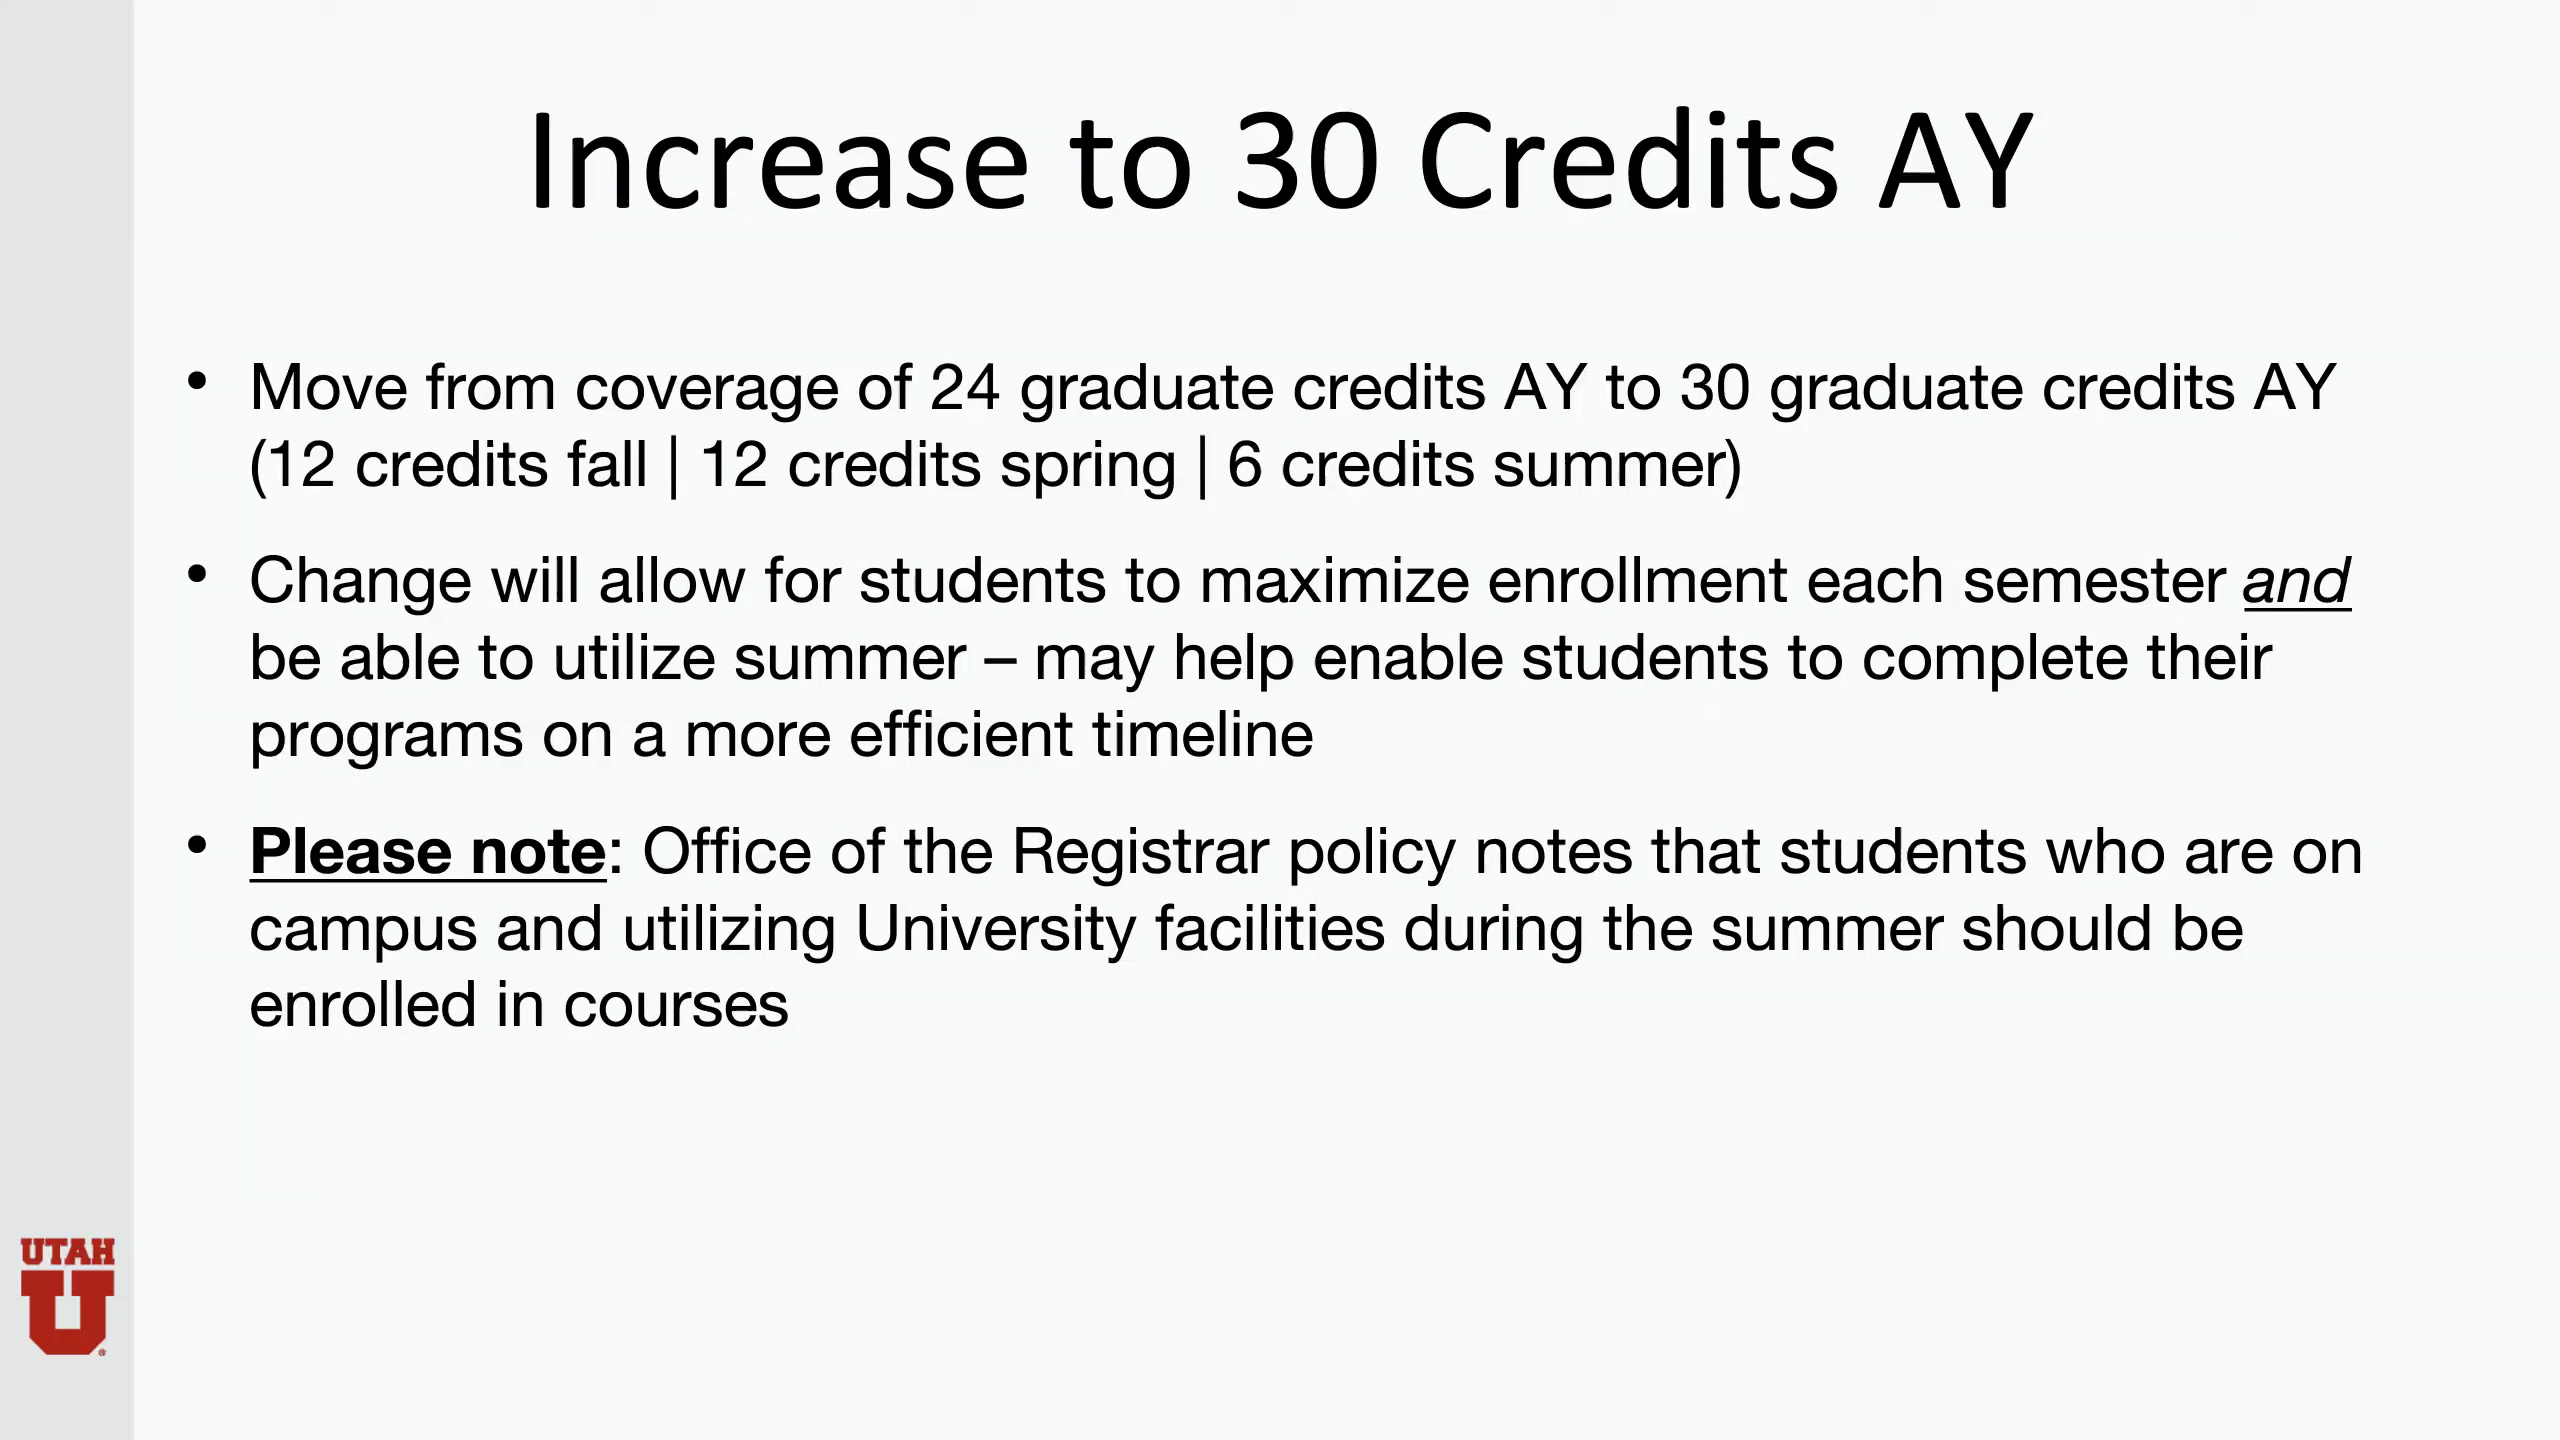 Increase to 30 Credits AY
• Move from coverage of 24 graduate credits AY to 30 graduate credits AY
(12 credits fall | 12 credits spring | 6 credits summer)
• Change will allow for students to maximize enrollment each semester and
be able to utilize summer – may help enable students to complete their
programs on a more efficient timeline
• Please note: Office of the Registrar policy notes that students who are on
campus and utilizing University facilities during the summer should be
enrolled in courses
UTAH
U
®